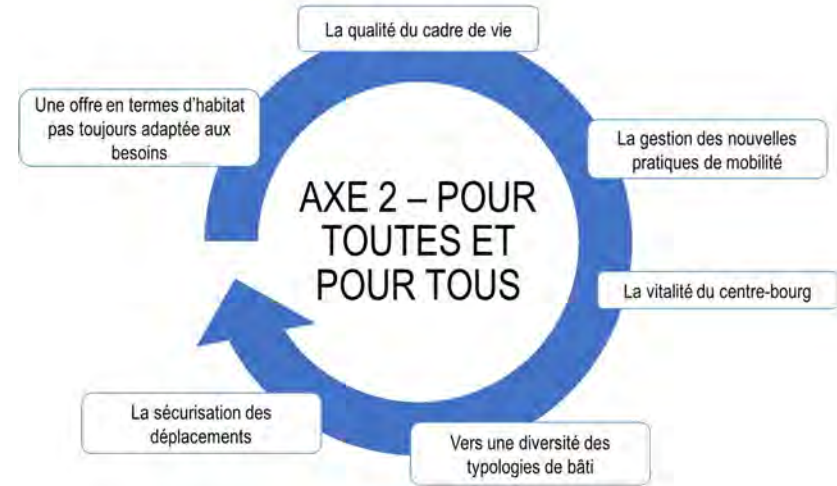 La qualité du cadre de vie
Une offre en termes d'habitat
pas toujours adaptée aux
besoins
La gestion des nouvelles
pratiques de mobilité
AXE 2 – POUR
TOUTES ET
POUR TOUS
La vitalité du centre-bourg
La sécurisation des
déplacements
Vers une diversité des
typologies de bâti